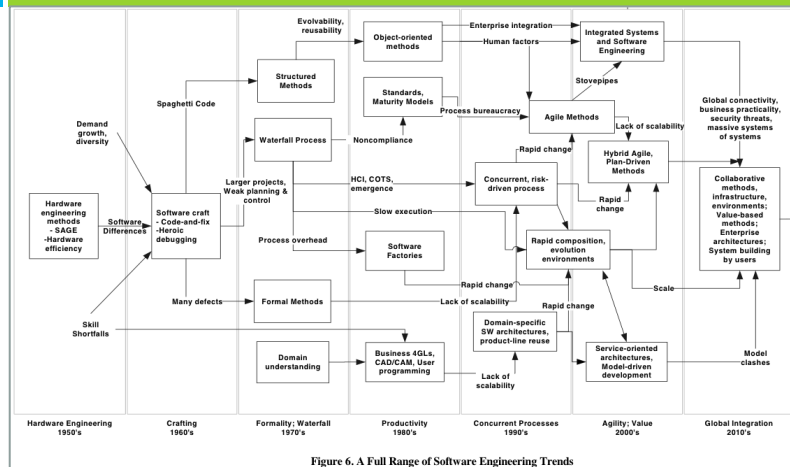 Evolvability,
reusability
Object-oriented
methods
Enterprise integration
Human factors
Integrated Systems
and Software
Engineering
Structured
Methods
Spaghetti Code
Standards,
Maturity Models
Process bureaucracy
Stovepipes
Agile Methods
Global connectivity,
business practicality,
security threats,
massive systems
of systems
Demand
growth,
diversity
Waterfall Process
Noncompliance
Lack of scalability
Rapid change
Hybrid Agile,
Plan-Driven
Methods
Hardware
engineering
methods
- SAGE
-Hardware
efficiency
Software
Differences
Software craft
- Code-and-fix
-Heroic
debugging
Larger projects,
Weak planning &
control
HCI, COTS,
emergence
Concurrent, risk-
driven process
Rapid
change
Collaborative
methods,
infrastructure,
environments;
Value-based
methods;
Enterprise
architectures;
System building
by users
Slow execution
Process overhead
Software
Factories
Rapid composition,
evolution
environments
Rapid change
Scale
Many defects
Formal Methods
Lack of scalability
Rapid change
Skill
Shortfalls
Domain-specific
SW architectures,
product-line reuse
Domain
understanding
Business 4GLs,
CAD/CAM, User
programming
Lack of
scalability
Service-oriented
architectures,
Model-driven
development
Model
clashes
Hardware Engineering
1950's
Crafting
1960's
Formality; Waterfall
1970's
Productivity
1980's
Concurrent Processes
1990's
Agility; Value
2000's
Global Integration
2010's
Figure 6. A Full Range of Software Engineering Trends